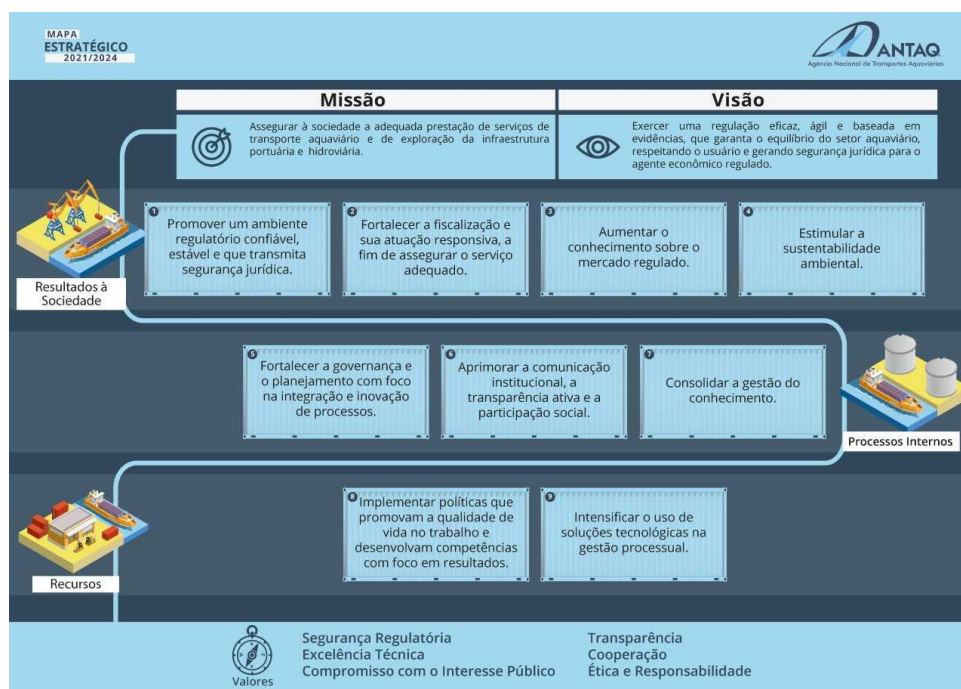 MAPA
ESTRATÉGICO
2021/2024
ANTAQ
Agência Nacional de Transportes Aquaviários
Missão
Assegurar à sociedade a adequada prestação de serviços de
transporte aquaviário e de exploração da infraestrutura
portuária e hidroviária.
Visão
Exercer uma regulação eficaz, ágil e baseada em
evidências, que garanta o equilíbrio do setor aquaviário,
respeitando o usuário e gerando segurança jurídica para o
agente econômico regulado.
Resultados à
Sociedade
1
Promover um ambiente
regulatório confiável,
estável e que transmita
segurança jurídica.
2
Fortalecer a fiscalização e
sua atuação responsiva, a
fim de assegurar o serviço
adequado.
3
Aumentar o
conhecimento sobre o
mercado regulado.
4
Estimular a
sustentabilidade
ambiental.
5
Fortalecer a governança e
o planejamento com foco
na integração e inovação
de processos.
6
Aprimorar a comunicação
institucional, a
transparência ativa e a
participação social.
7
Consolidar a gestão do
conhecimento.
Processos Internos
Recursos
8
Implementar políticas que
promovam a qualidade de
vida no trabalho e
desenvolvam competências
com foco em resultados.
9
Intensificar o uso de
soluções tecnológicas na
gestão processual.
Valores
Segurança Regulatória
Excelência Técnica
Compromisso com o Interesse Público
Transparência
Cooperação
Ética e Responsabilidade